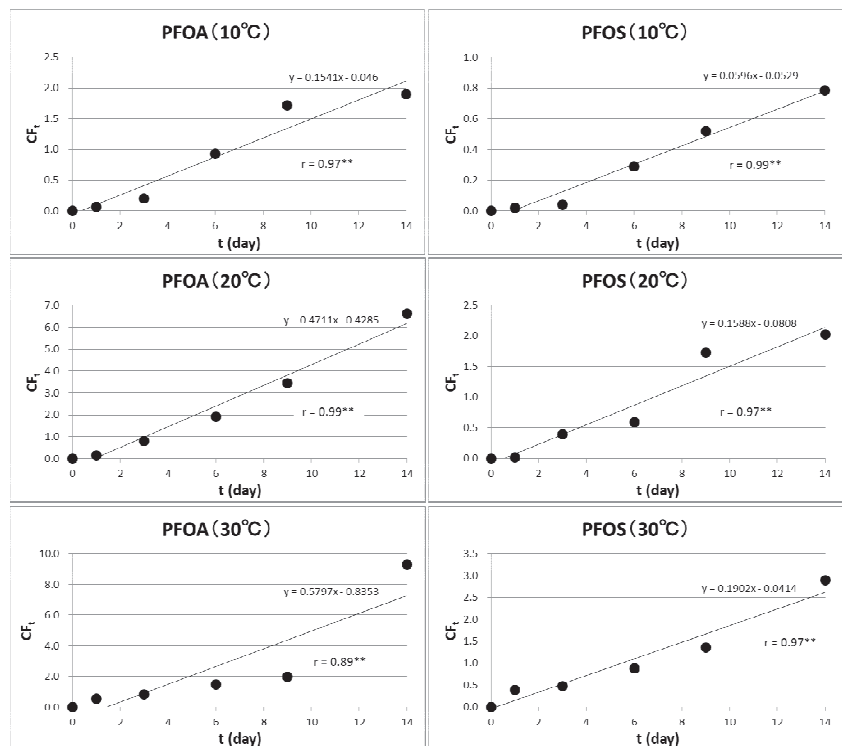 PFOA（10℃）
2.5
2.0
1.5
1.0
0.5
0.0
CFt
y = 0.1541x - 0.046
r = 0.97**
0 2 4 6 8 10 12 14
t (day)
PFOS（10℃）
1.0
0.8
0.6
0.4
0.2
0.0
CFt
y = 0.0596x - 0.0529
r = 0.99**
0 2 4 6 8 10 12 14
t (day)
PFOA（20℃）
7.0
6.0
5.0
4.0
3.0
2.0
1.0
0.0
CFt
y = 0.4711x - 0.4285
r = 0.99**
0 2 4 6 8 10 12 14
t (day)
PFOS（20℃）
2.5
2.0
1.5
1.0
0.5
0.0
CFt
y = 0.1588x - 0.0808
r = 0.97**
0 2 4 6 8 10 12 14
t (day)
PFOA（30℃）
10.0
8.0
6.0
4.0
2.0
0.0
CFt
y = 0.5797x - 0.8353
r = 0.89**
0 2 4 6 8 10 12 14
t (day)
PFOS（30℃）
3.5
3.0
2.5
2.0
1.5
1.0
0.5
0.0
CFt
y = 0.1902x - 0.0414
r = 0.97**
0 2 4 6 8 10 12 14
t (day)